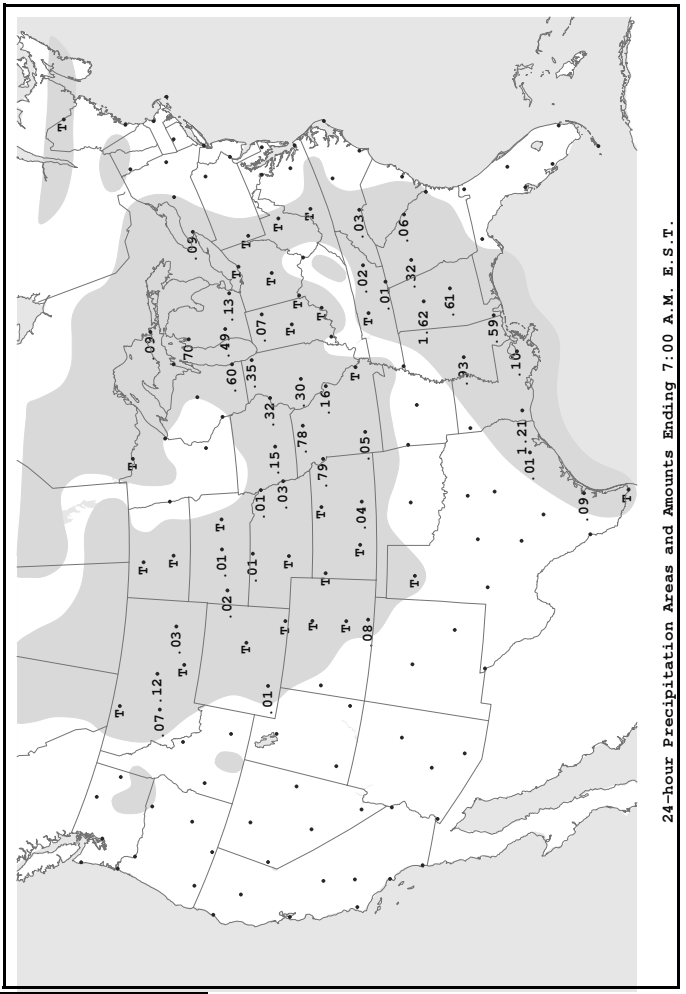 T
T
T
T
.09
.07
.12
T
.03
T
.70
.09
T
.01
.49
.02
.13
.60
T
T
T
.35
.01
.01
.07
.01
.32
T
.15
T
.03
T
T
T
T
.30
.78
T
T
T
T
.79
.16
T
T
T
.03
T
.04
.02
.05
.08
T
.01
.06
.32
T
1.62
.61
.93
.59
.10
1.21
.01
.09
T
24-hour Precipitation Areas and Amounts Ending 7:00 A.M. E.S.T.